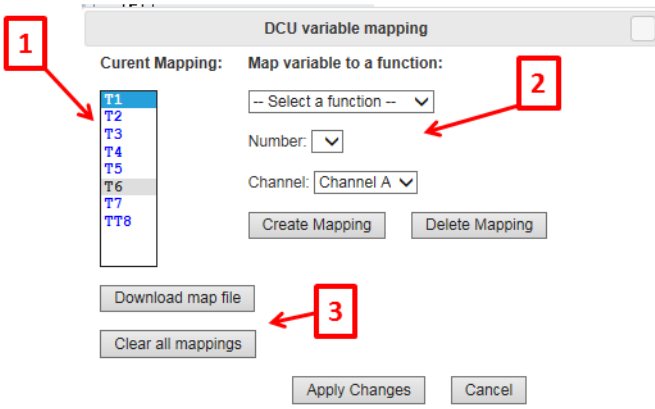 DCU variable mapping
1
Curent Mapping:
Map variable to a function:
2
T1
T2
T3
T4
T5
T6
T7
TT8
-- Select a function --
Number:
Channel: Channel A
Create Mapping
Delete Mapping
Download map file
3
Clear all mappings
Apply Changes
Cancel